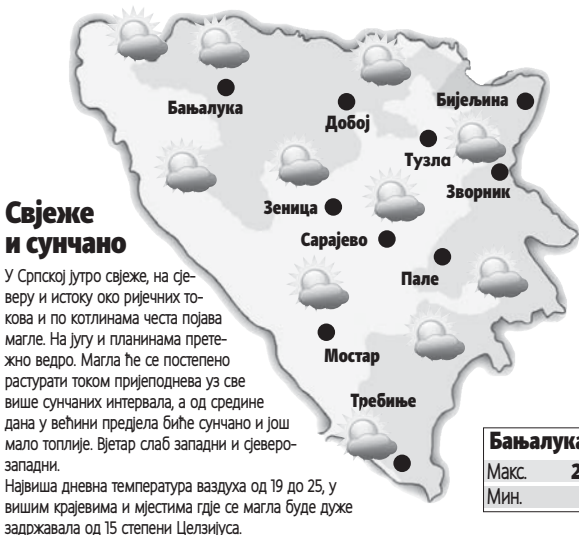 Бањалука
Добој
Бијељина
Тузла
Зворник
Зеница
Сарајево
Пале
Мостар
Требиње
Свјеже
и сунчано
У Српској јутро свјеже, на сје-
веру и истоку око ријечних то-
кова и по котлинама честа појава
магле. На југу и планинама прете-
жно ведро. Магла ће се постепено
растурати током пријеподнева уз све
више сунчаних интервала, а од средине
дана у већини предјела биће сунчано и још
мало топлије. Вјетар слаб западни и сјеверо-
западни.
Највиша дневна температура ваздуха од 19 до 25, у
вишим крајевима и мјестима гдје се магла буде дуже
задржавала од 15 степени Целзијуса.
Бањалука
Макс. 2
Мин.